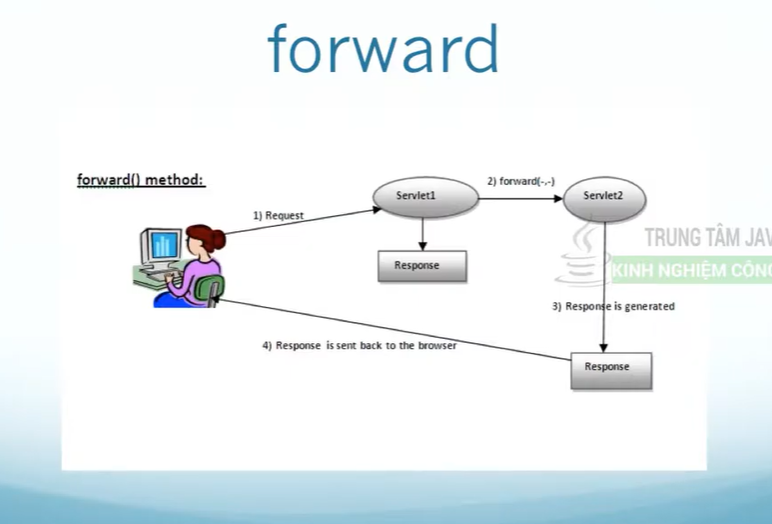 forward
forward() method:
1) Request
Servlet1
2) forward(-,-)
Servlet2
Response
TRUNG TÂM JAV
KINH NGHIỆM CÔNG
3) Response is generated
4) Response is sent back to the browser
Response